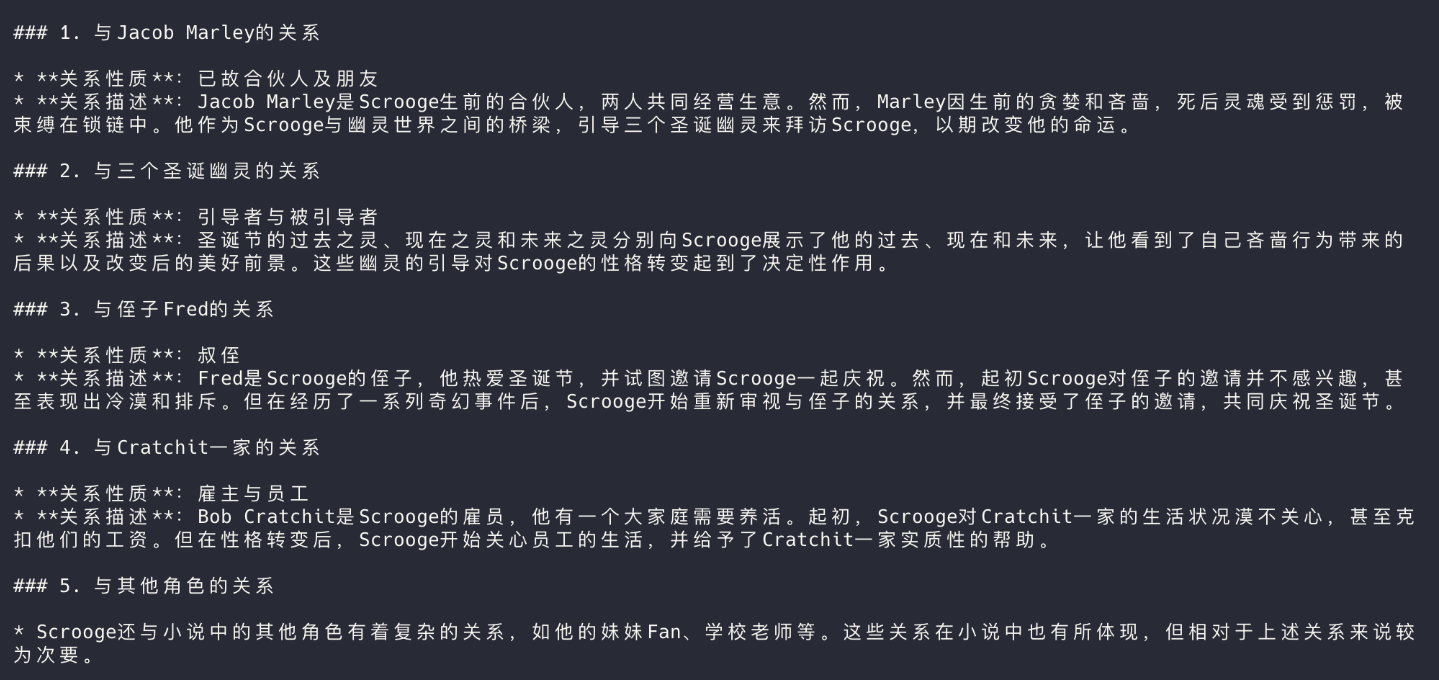 ### 1. 与Jacob Marley的关系
* **关系性质**: 已故合伙人及朋友
* **关系描述**: Jacob Marley是Scrooge生前的合伙人，两人共同经营生意。然而，Marley因生前的贪婪和吝啬，死后灵魂受到惩罚，被
束缚在锁链中。他作为Scrooge与幽灵世界之间的桥梁，引导三个圣诞幽灵来拜访Scrooge，以期改变他的命运。
### 2. 与三个圣诞幽灵的关系
* **关系性质**: 引导者与被引导者
* **关系描述**: 圣诞节的过去之灵、现在之灵和未来之灵分别向Scrooge展示了他的过去、现在和未来，让他看到了自己吝啬行为带来的
后果以及改变后的美好前景。这些幽灵的引导对Scrooge的性格转变起到了决定性作用。
### 3. 与侄子Fred的关系
* **关系性质**: 叔侄
* **关系描述**: Fred是Scrooge的侄子，他热爱圣诞节，并试图邀请Scrooge一起庆祝。然而，起初Scrooge对侄子的邀请并不感兴趣，甚
至表现出冷漠和排斥。但在经历了一系列奇幻事件后，Scrooge开始重新审视与侄子的关系，并最终接受了侄子的邀请，共同庆祝圣诞节。
### 4. 与Cratchit一家的关系
* **关系性质**: 雇主与员工
* **关系描述**: Bob Cratchit是Scrooge的雇员，他有一个大家庭需要养活。起初，Scrooge对Cratchit一家的生活状况漠不关心，甚至克
扣他们的工资。但在性格转变后，Scrooge开始关心员工的生活，并给予了Cratchit一家实质性的帮助。
### 5. 与其他角色的关系
* Scrooge还与小说中的其他角色有着复杂的关系，如他的妹妹Fan、学校老师等。这些关系在小说中也有所体现，但相对于上述关系来说较
为次要。